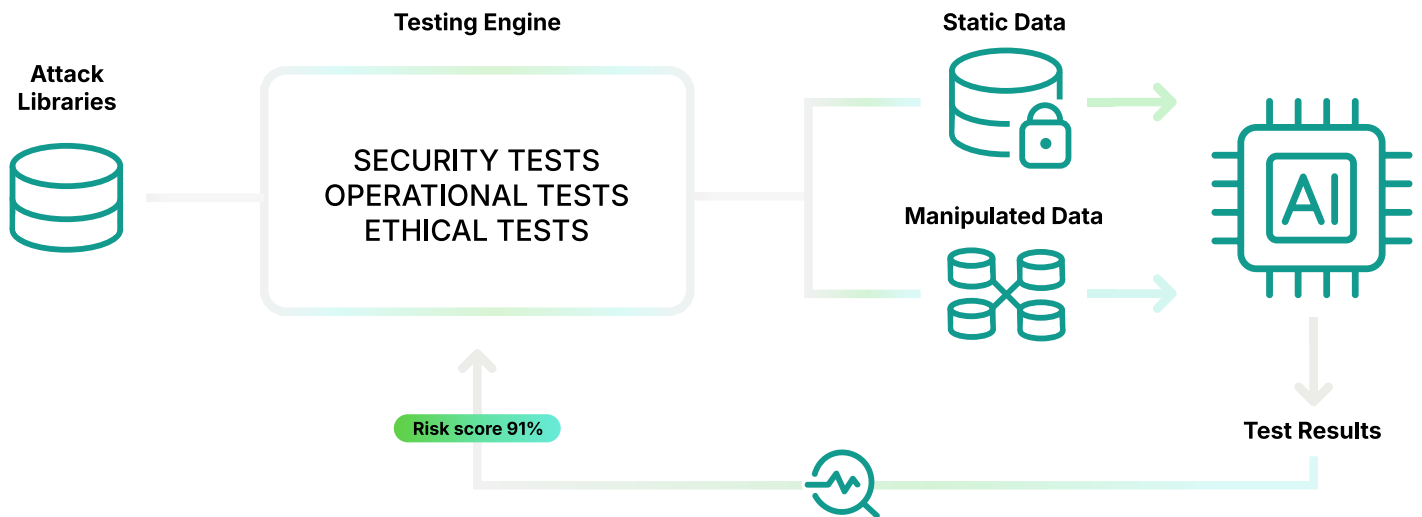 Testing Engine
Static Data
Attack
Libraries
SECURITY TESTS
OPERATIONAL TESTS
ETHICAL TESTS
Manipulated Data
AI
Risk score 91%
Test Results